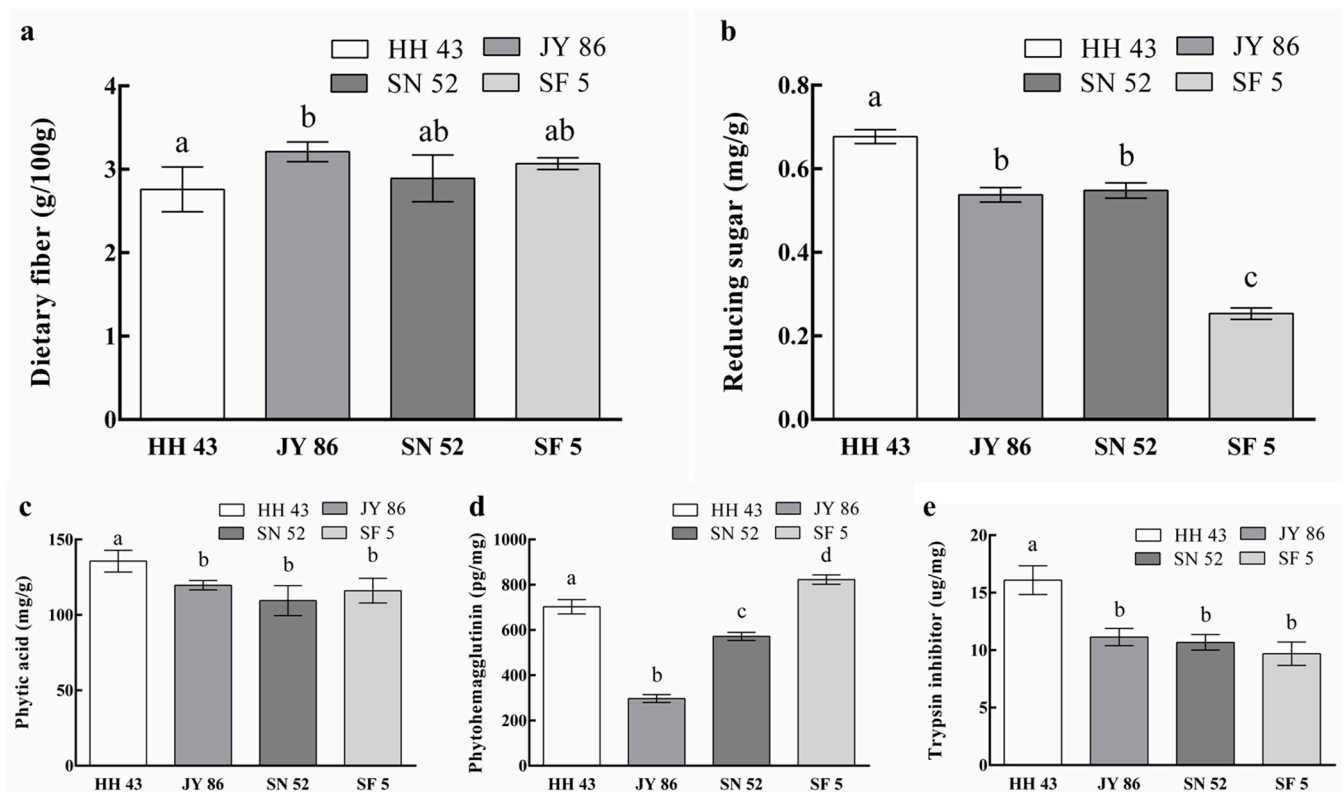 a
HH 43 JY 86
SN 52 SF 5
Dietary fiber (g/100g)
4
3
2
1
0
a b ab ab
HH 43 JY 86 SN 52 SF 5
b
HH 43 JY 86
SN 52 SF 5
Reducing sugar (mg/g)
0.8
0.6
0.4
0.2
0.0
a b b c
HH 43 JY 86 SN 52 SF 5
c
HH 43 JY 86
SN 52 SF 5
Phytic acid (mg/g)
150
100
50
0
a b b b
HH 43 JY 86 SN 52 SF 5
d
HH 43 JY 86
SN 52 SF 5
Phytohemagglutinin (pg/mg)
1000
800
600
400
200
0
a b c d
HH 43 JY 86 SN 52 SF 5
e
HH 43 JY 86
SN 52 SF 5
Trypsin inhibitor (ug/mg)
20
15
10
5
0
a b b b
HH 43 JY 86 SN 52 SF 5